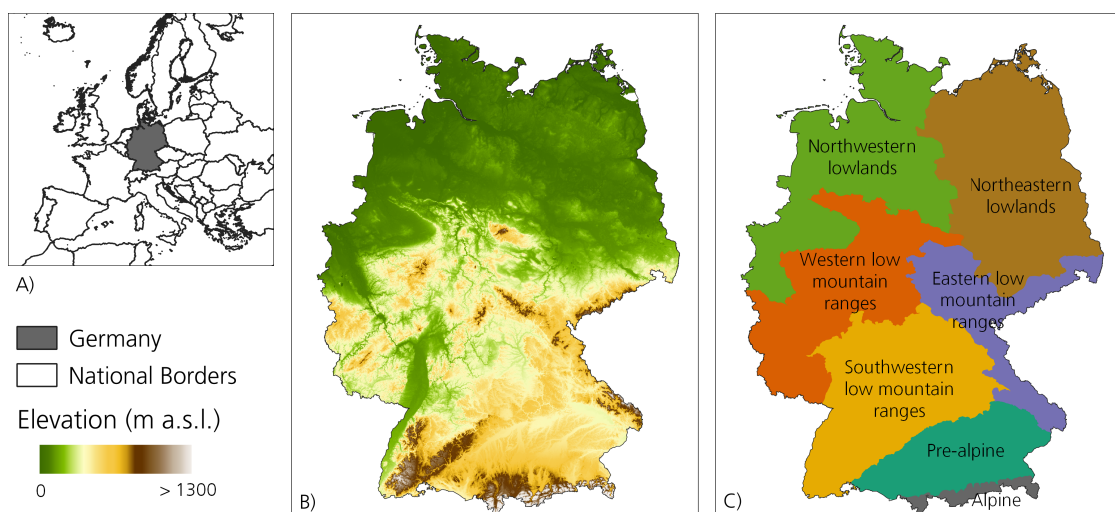 A)
Germany
National Borders
Elevation (m a.s.l.)
0
> 1300
B)
Northwestern
lowlands
Northeastern
lowlands
Western low
mountain
ranges
Eastern low
mountain
ranges
Southwestern
low mountain
ranges
Pre-alpine
Alpine
C)